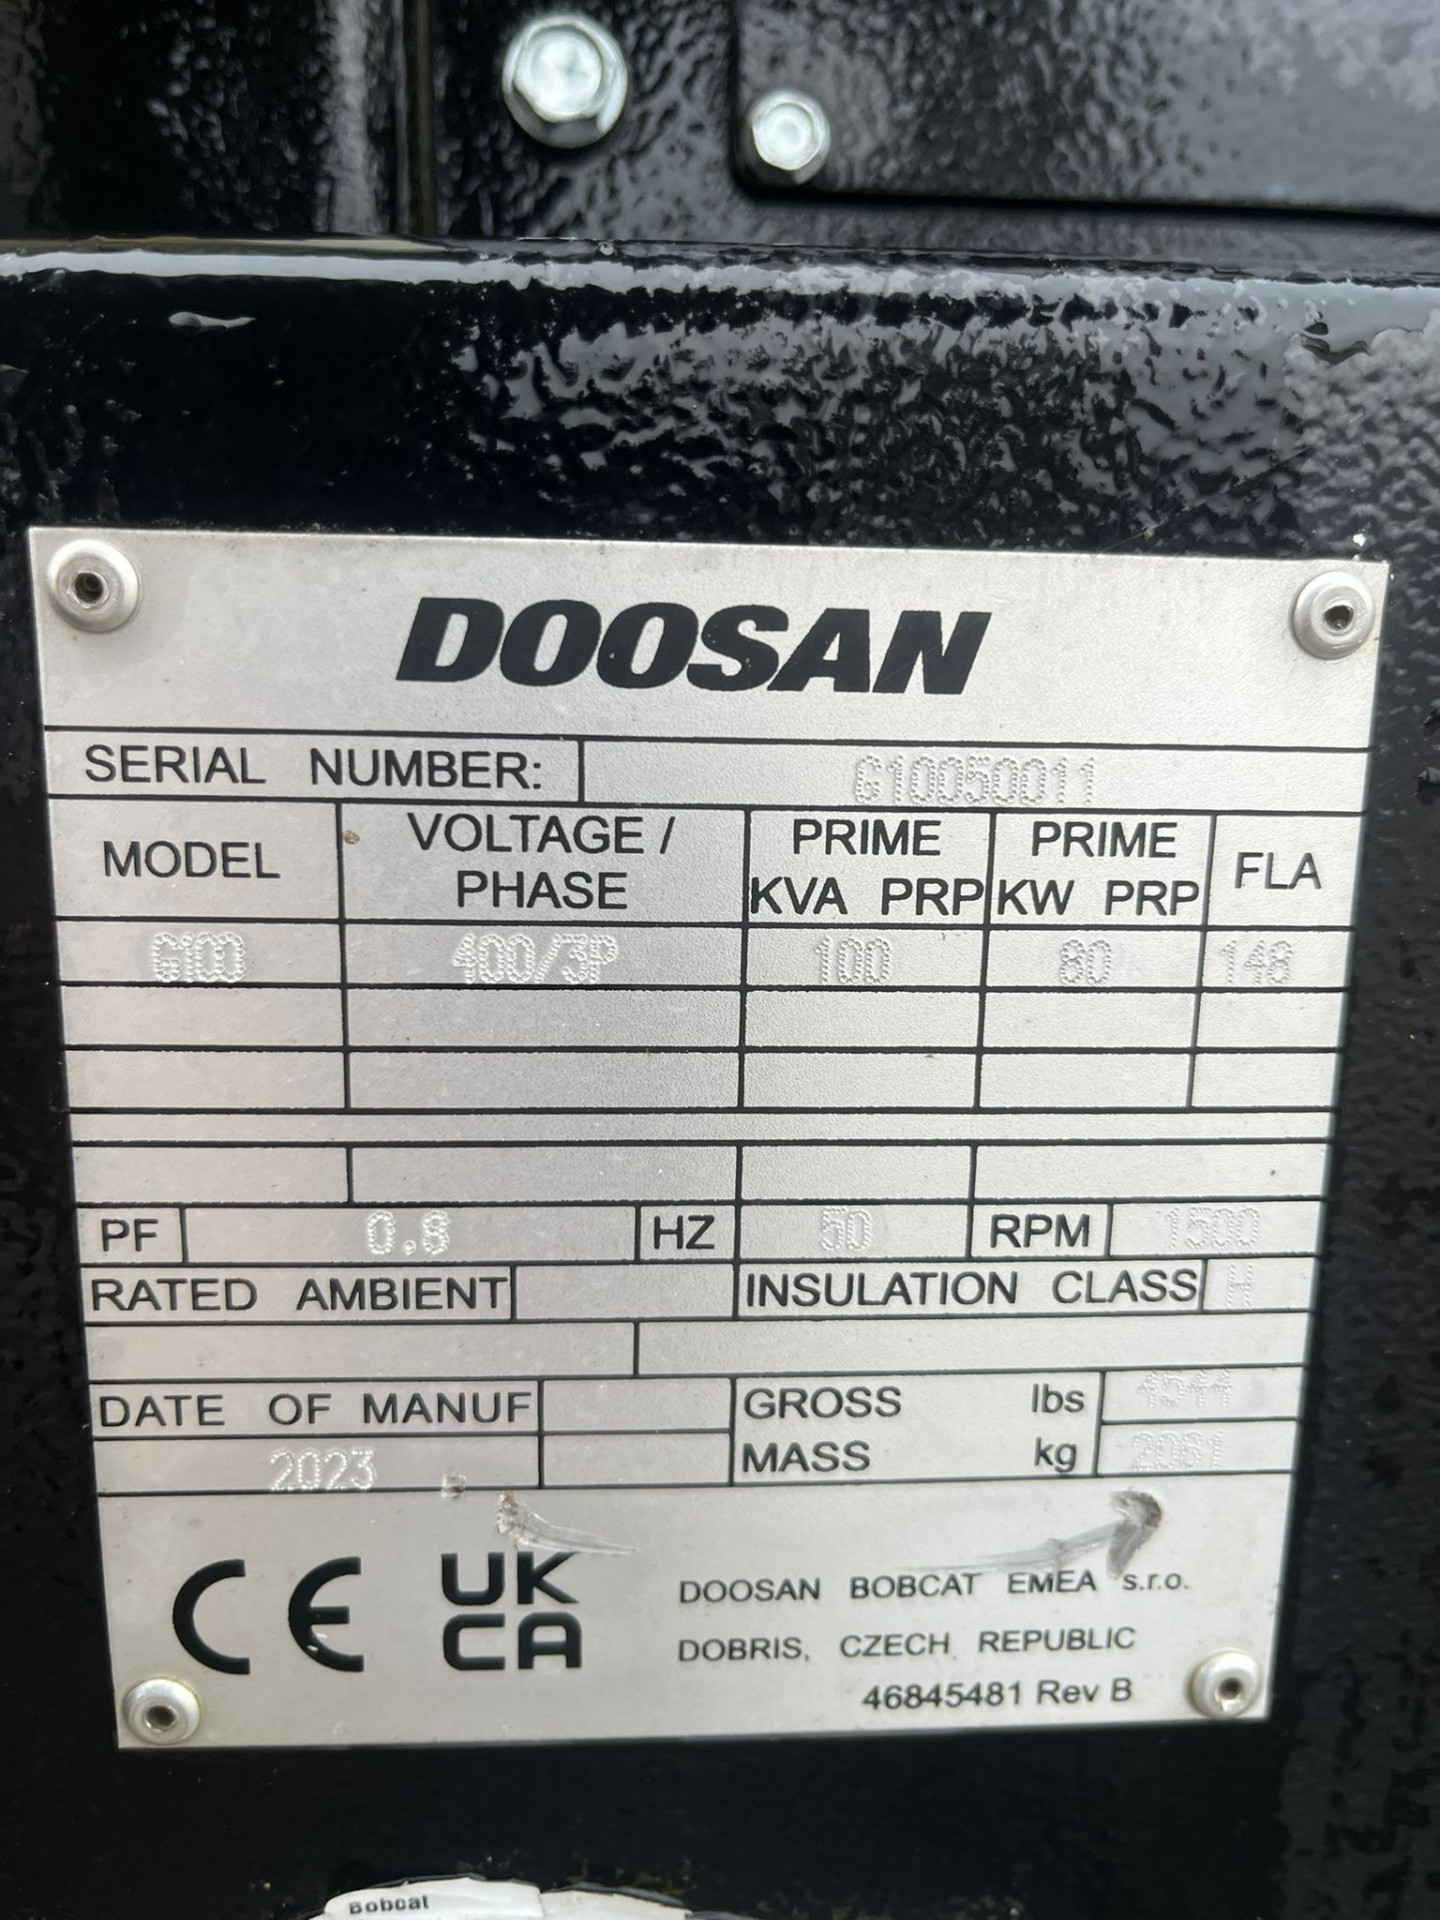 DOOSAN
SERIAL NUMBER: G10050011
MODEL VOLTAGE / PHASE PRIME KVA PRP PRIME KW PRP FLA
G100 400/3P 100 80 148
PF 0.8 HZ 50 RPM 1500
RATED AMBIENT INSULATION CLASS H
DATE OF MANUF GROSS MASS lbs
2023 kg
CE UK CA
DOOSAN BOBCAT EMEA s.r.o.
DOBRIS, CZECH REPUBLIC
46845481 Rev B
Bobcat